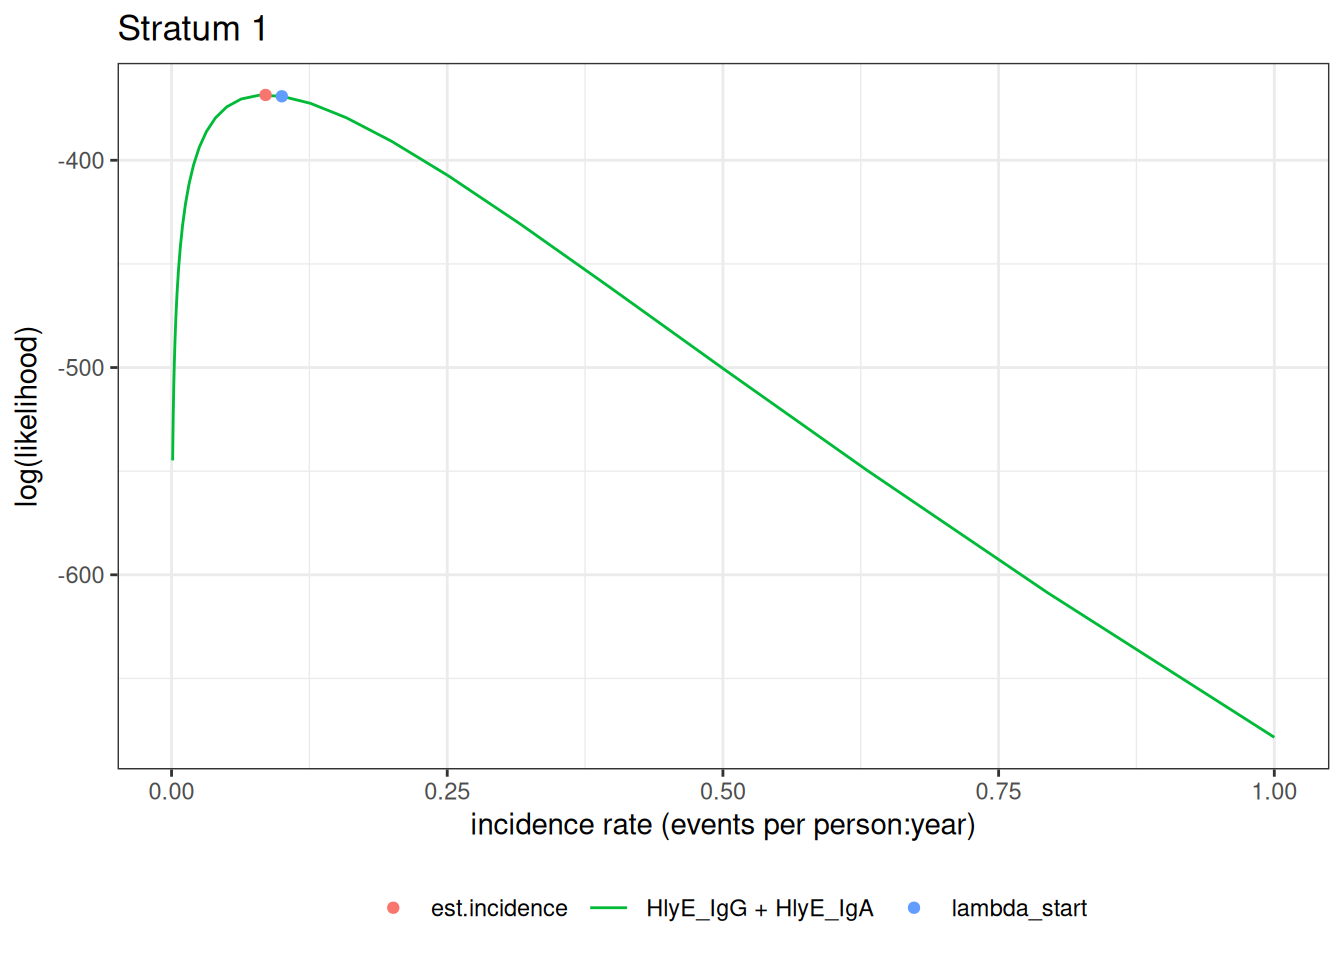 Stratum 1
log(likelihood)
-400
-500
-600
0.00 0.25 0.50 0.75 1.00
incidence rate (events per person:year)
est.incidence HlyE_IgG + HlyE_IgA lambda_start